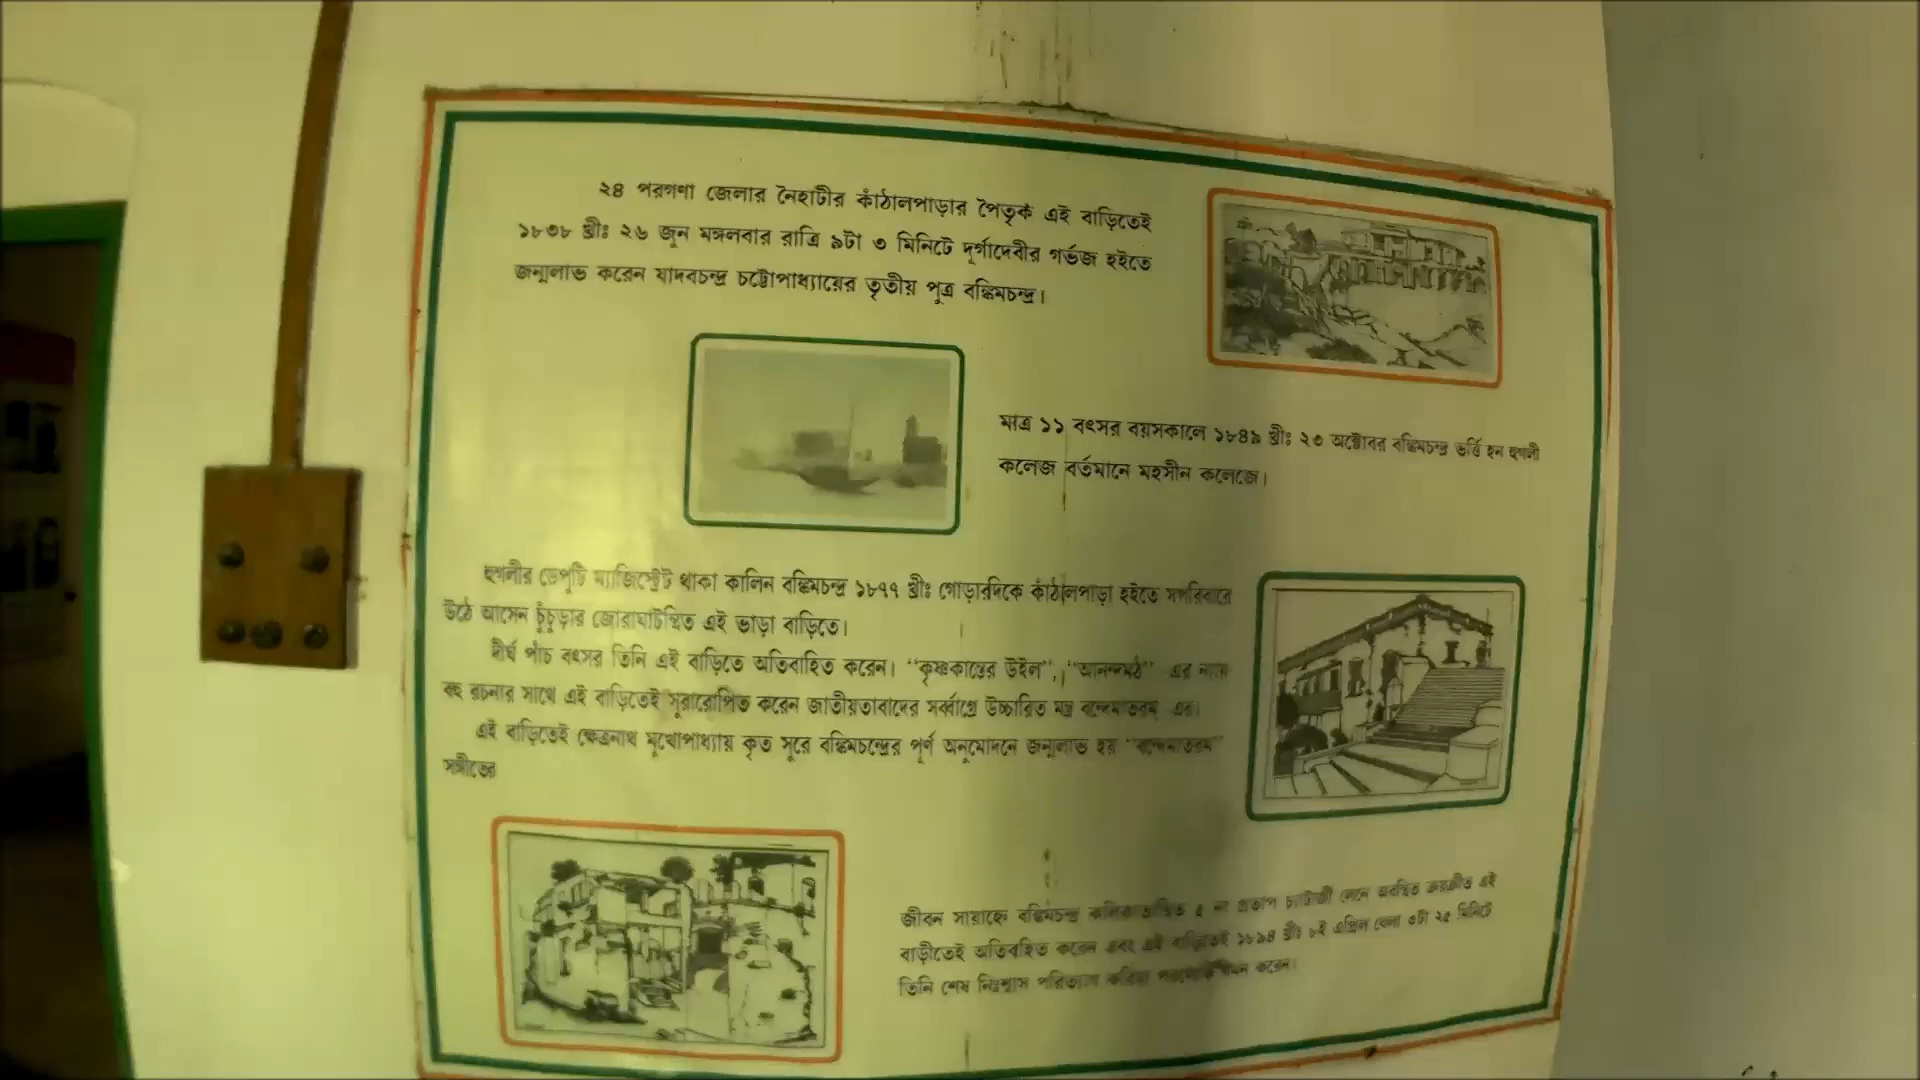 ২৪ পরগণা জেলার নৈহাটীর কাঁঠালপাড়ার পৈতৃক এই বাড়িতেই
১৮৩৮ খ্রীঃ ২৬ জুন মঙ্গলবার রাত্রি ৯টা ৩ মিনিটে দূর্গাদেবীর গর্ভজ হইতে
জন্মলাভ করেন যাদবচন্দ্র চট্টোপাধ্যায়ের তৃতীয় পুত্র বঙ্কিমচন্দ্র।
মাত্র ১১ বৎসর বয়সকালে ১৮৪৯ খ্রীঃ ২৩ অক্টোবর বঙ্কিমচন্দ্র ভর্ত্তি হন হুগলী
কলেজ বর্তমানে মহসীন কলেজে।
হুগলীর ডেপুটি ম্যাজিস্ট্রেট থাকা কালিন বঙ্কিমচন্দ্র ১৮৭৭ খ্রীঃ গোড়ারদিকে কাঁঠালপাড়া হইতে সপরিবারে
উঠে আসেন চুঁচুড়ার জোরাঘাটস্থিত এই ভাড়া বাড়িতে।
দীর্ঘ পাঁচ বৎসর তিনি এই বাড়িতে অতিবাহিত করেন। “কৃষ্ণকান্তের উইল”, “আনন্দমঠ” এর ন্যায়
বহু রচনার সাথে এই বাড়িতেই সুরারোপিত করেন জাতীয়তাবাদের সর্ব্বাগ্রে উচ্চারিত মন্ত্র বন্দেমাতরম্ এর।
এই বাড়িতেই ক্ষেত্রনাথ মুখোপাধ্যায় কৃত সুরে বঙ্কিমচন্দ্রের পূর্ণ অনুমোদনে জন্মলাভ হয় “বন্দেমাতরম”
সঙ্গীতের
জীবন সায়াহ্নে বঙ্কিমচন্দ্র কলিকাতাস্থিত ৫ নং প্রতাপ চ্যাটার্জী লেনে অবস্থিত ক্রয়ক্রীত এই
বাড়ীতেই অতিবহিত করেন এবং এই বাড়িতেই ১৮৯৪ খ্রীঃ ৮ই এপ্রিল বেলা ৩টা ২৫ মিনিটে
তিনি শেষ নিঃশ্বাস পরিত্যাগ করিয়া করেন।